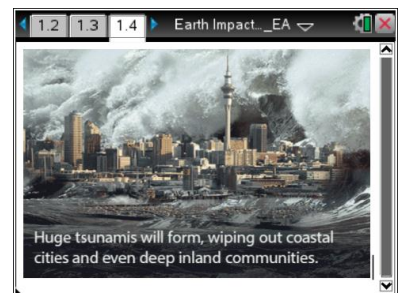 1.2 1.3 1.4 Earth Impact..._EA
Huge tsunamis will form, wiping out coastal
cities and even deep inland communities.